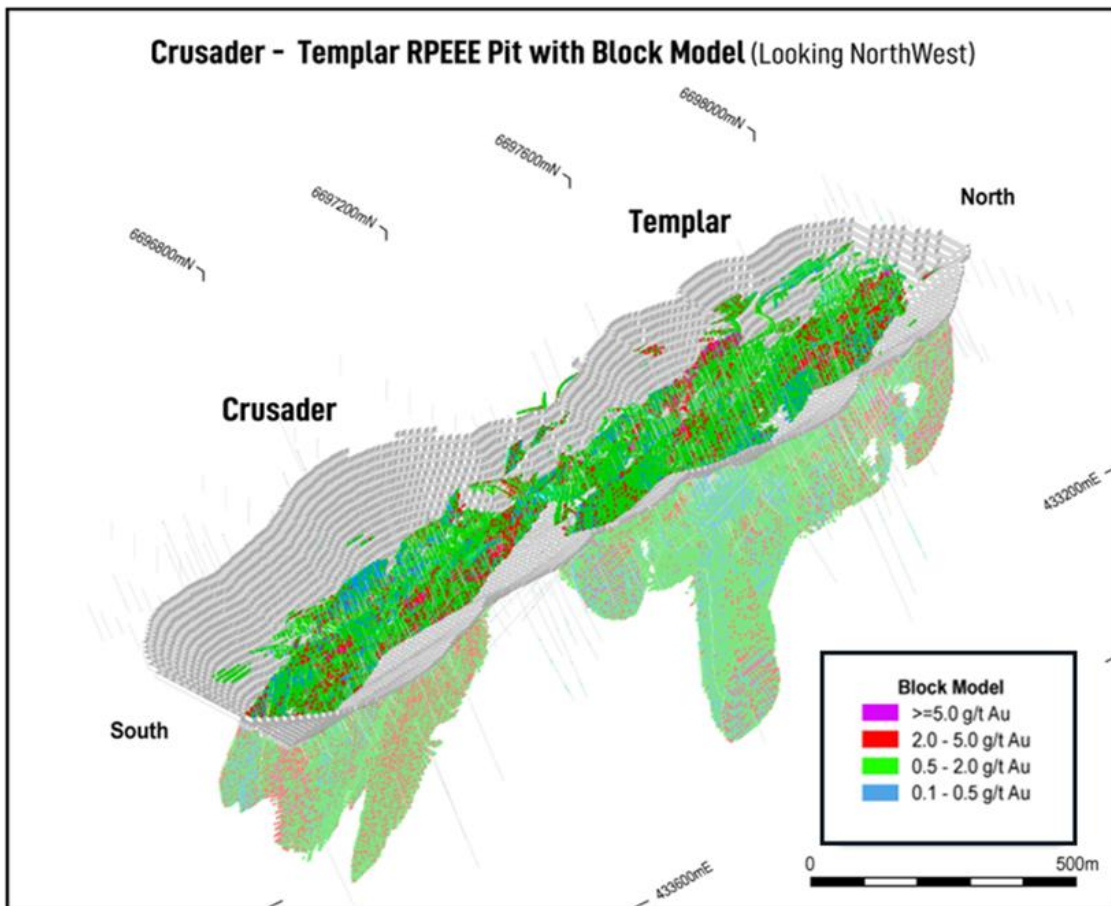 Crusader - Templar RPEEE Pit with Block Model (Looking NorthWest)
6698000mN
6697600mN
6697200mN
6696800mN
North
Templar
Crusader
433200mE
South
433600mE
Block Model
>=5.0 g/t Au
2.0 - 5.0 g/t Au
0.5 - 2.0 g/t Au
0.1 - 0.5 g/t Au
0
500m